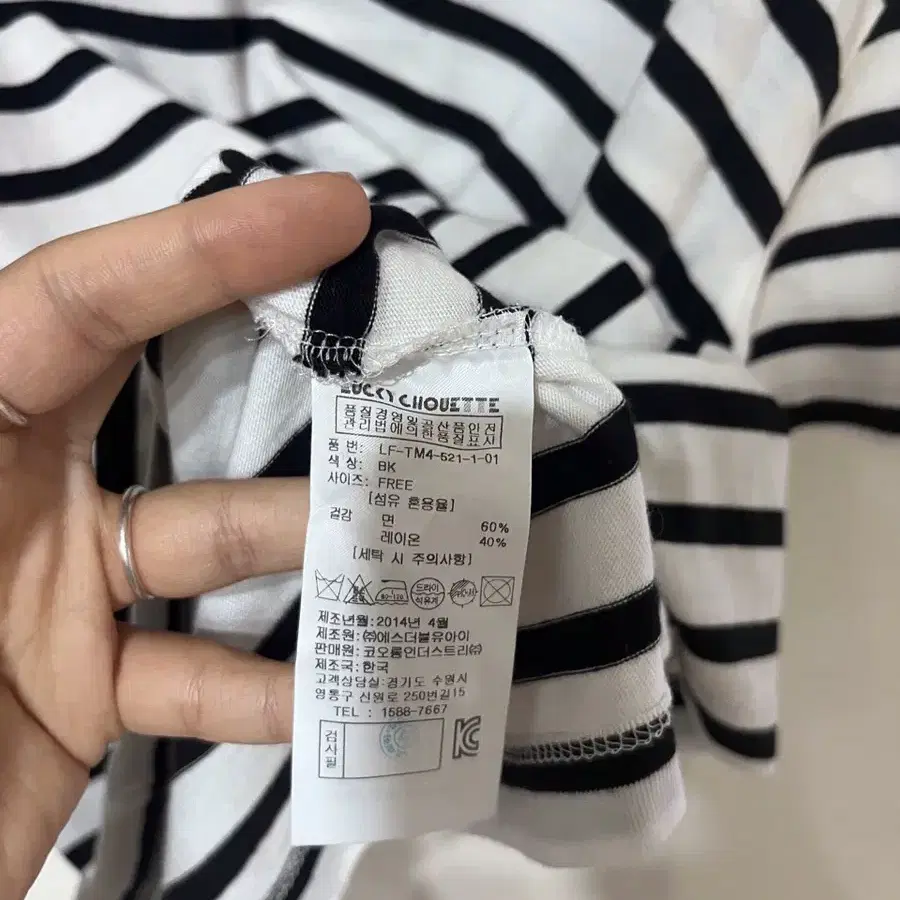 LUCKY CHOUETTE
품질경영및공산품안전
관리법에의한품질표시
품 번: LF-TM4-521-1-01
색 상: BK
사이즈: FREE
[섬유 혼용율]
겉감 면 60%
레이온 40%
[세탁 시 주의사항]
드라이
석유계
제조년월:2014년 4월
제조원:㈜에스더블유아이
판매원:코오롱인더스트리㈜
제조국:한국
고객상담실:경기도 수원시
영통구 신원로 250번길15
TEL : 1588-7667
검사필